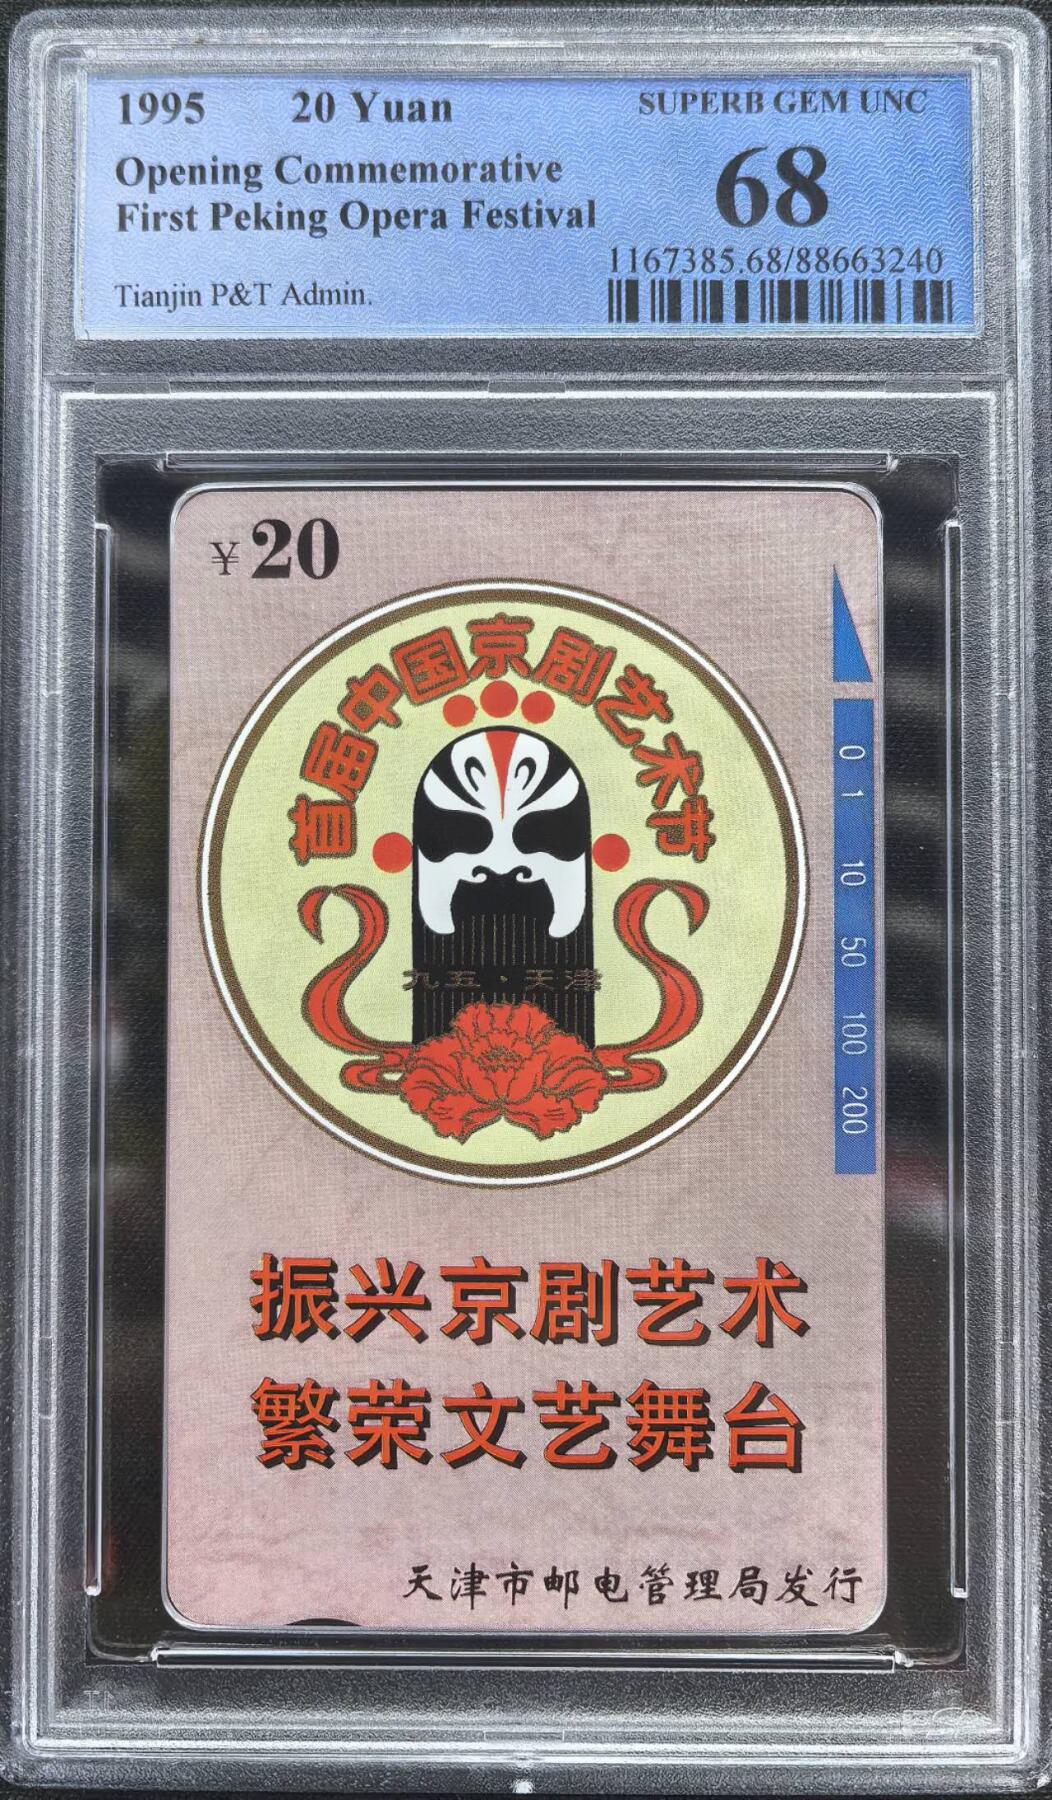 1995 20 Yuan
SUPERB GEM UNC
Opening Commemorative
First Peking Opera Festival
68
1167385.68/88663240
Tianjin P&T Admin.
¥20
首届中国京剧艺术节
九五·天津
0 1 10 50 100 200
振兴京剧艺术
繁荣文艺舞台
天津市邮电管理局发行